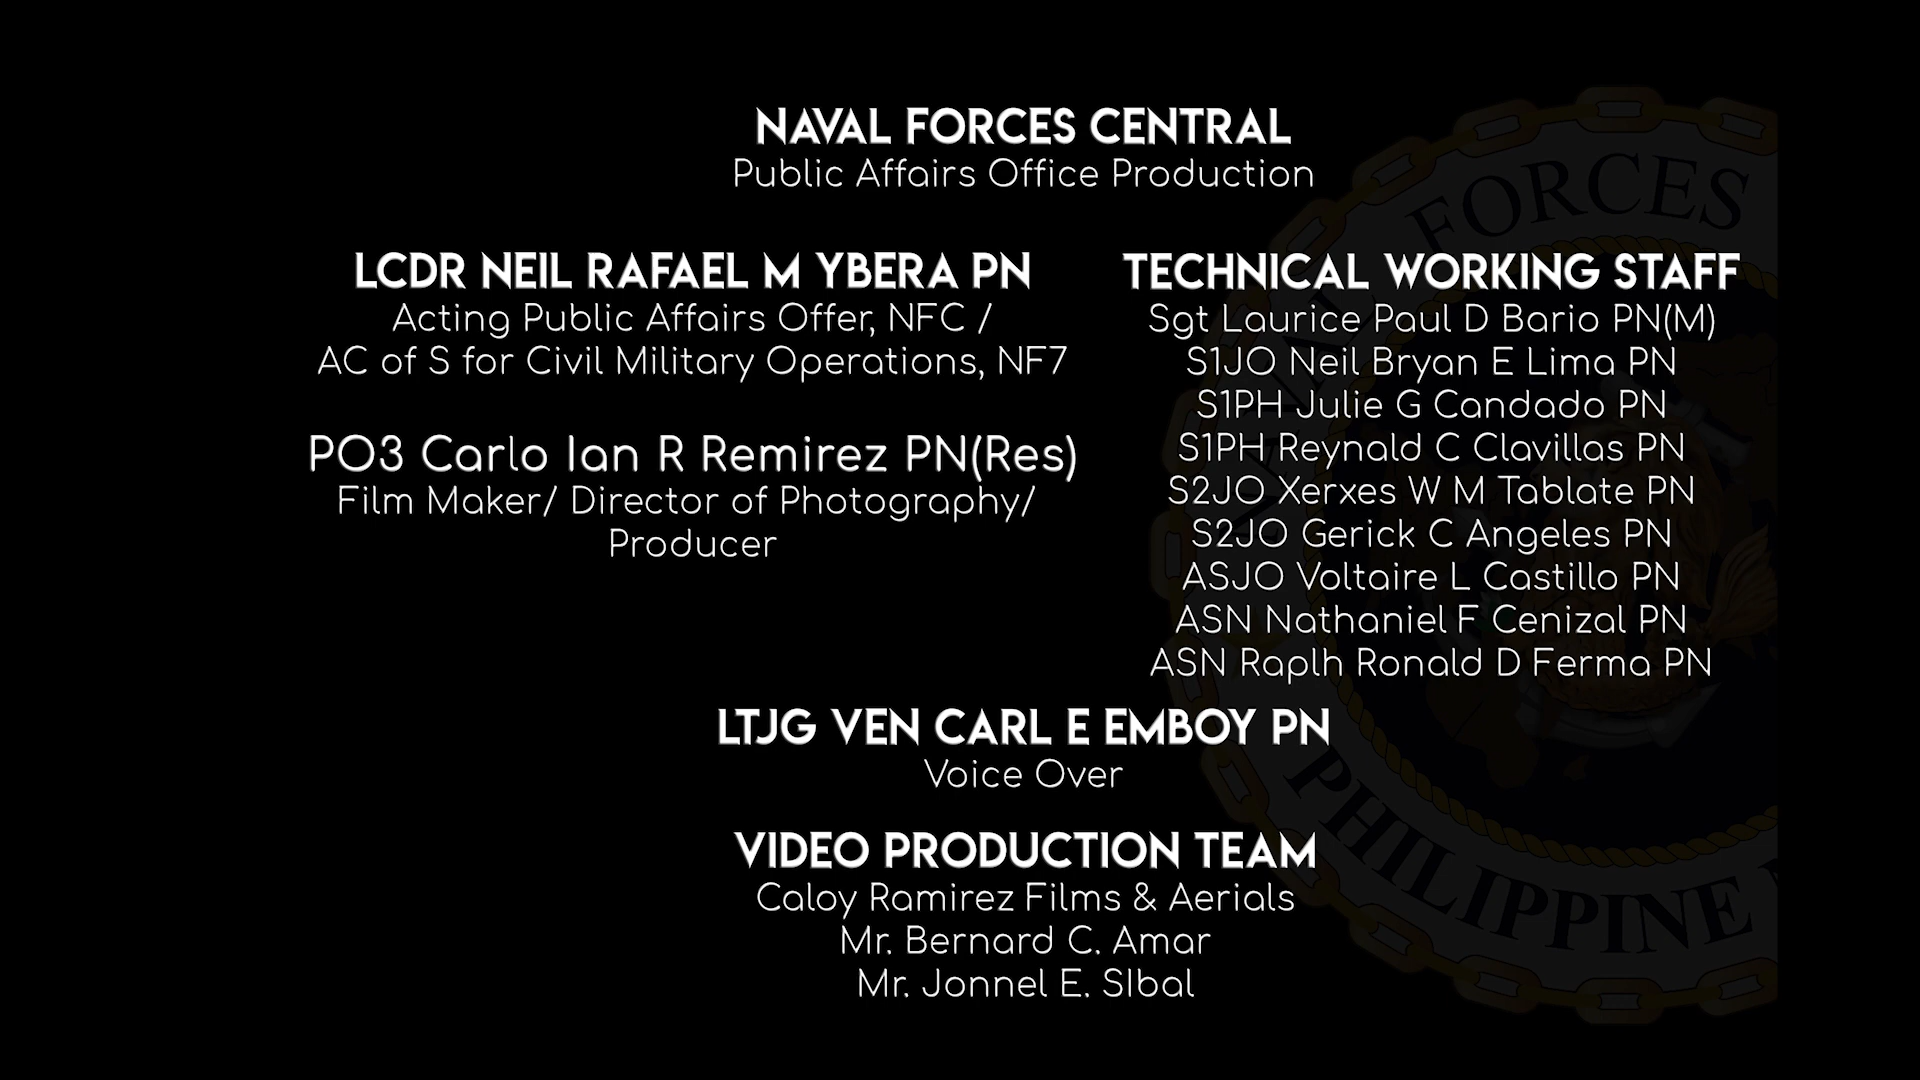 NAVAL FORCES CENTRAL
Public Affairs Office Production
LCDR NEIL RAFAEL M YBERA PN
Acting Public Affairs Offer, NFC /
AC of S for Civil Military Operations, NF7
PO3 Carlo Ian R Remirez PN(Res)
Film Maker/ Director of Photography/
Producer
TECHNICAL WORKING STAFF
Sgt Laurice Paul D Bario PN(M)
S1JO Neil Bryan E Lima PN
S1PH Julie G Candado PN
S1PH Reynald C Clavillas PN
S2JO Xerxes W M Tablate PN
S2JO Gerick C Angeles PN
ASJO Voltaire L Castillo PN
ASN Nathaniel F Cenizal PN
ASN Raplh Ronald D Ferma PN
LTJG VEN CARL E EMBOY PN
Voice Over
VIDEO PRODUCTION TEAM
Caloy Ramirez Films & Aerials
Mr. Bernard C. Amar
Mr. Jonnel E. SIbal
NAVAL FORCES
PHILIPPINE